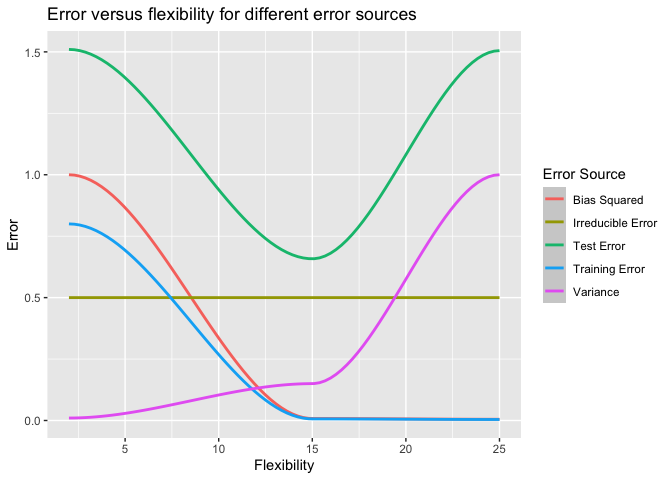 Error versus flexibility for different error sources
1.5
1.0
0.5
0.0
Error
5
10
15
20
25
Flexibility
Error Source
Bias Squared
Irreducible Error
Test Error
Training Error
Variance